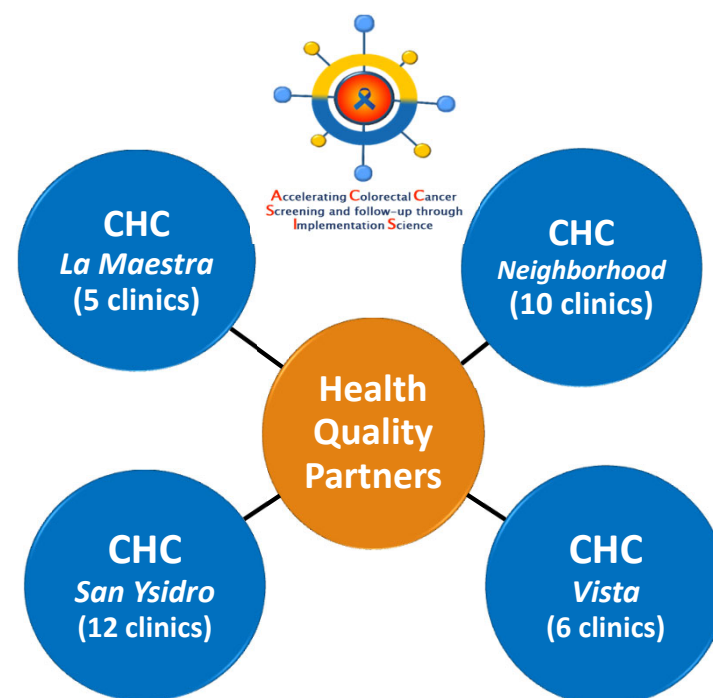 Accelerating Colorectal Cancer
Screening and follow-up through
Implementation Science
CHC
La Maestra
(5 clinics)
CHC
Neighborhood
(10 clinics)
Health
Quality
Partners
CHC
San Ysidro
(12 clinics)
CHC
Vista
(6 clinics)